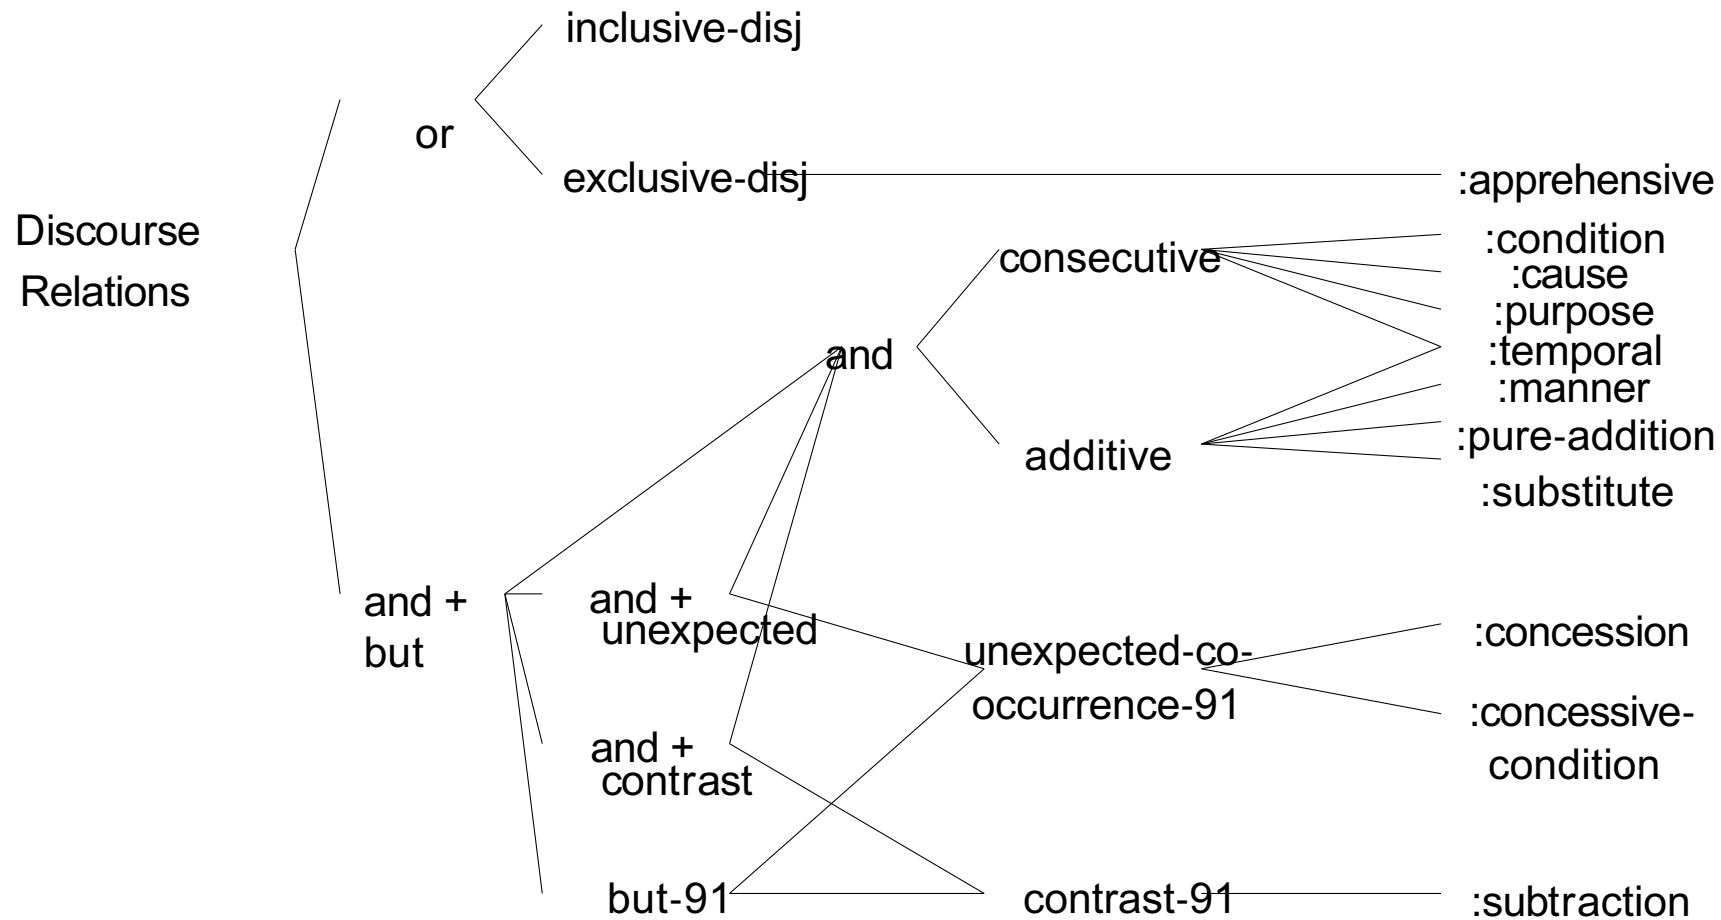 inclusive-disj
or
exclusive-disj
:apprehensive
Discourse
Relations
consecutive
:condition
:cause
:purpose
and
:temporal
:manner
additive
:pure-addition
:substitute
and +
but
and +
unexpected
unexpected-co-
occurrence-91
:concession
:concessive-
condition
and +
contrast
but-91
contrast-91
:subtraction